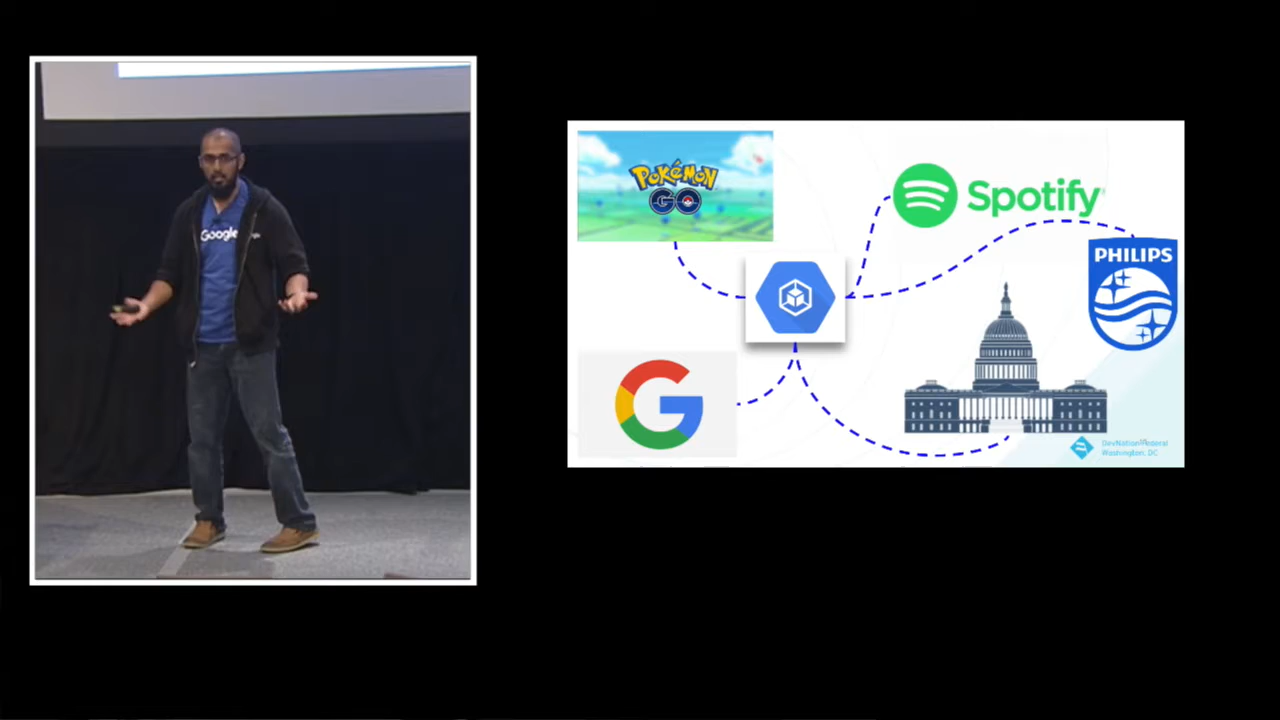 Google
POKéMON
GO
Spotify
PHILIPS
DevNation Federal
Washington, DC